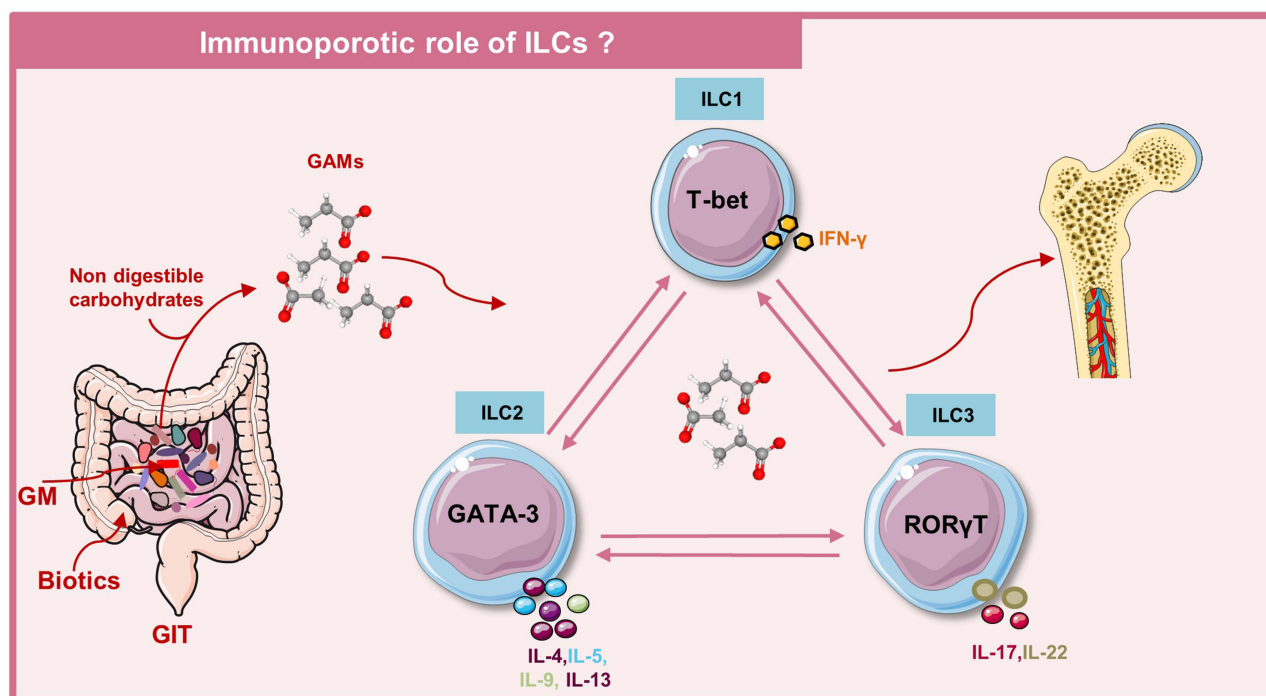 Immunoporotic role of ILCs ?
ILC1
GAMs
T-bet
IFN-γ
Non digestible
carbohydrates
ILC2
ILC3
GM
GATA-3
RORγT
Biotics
GIT
IL-4,IL-5,
IL-9, IL-13
IL-17,IL-22